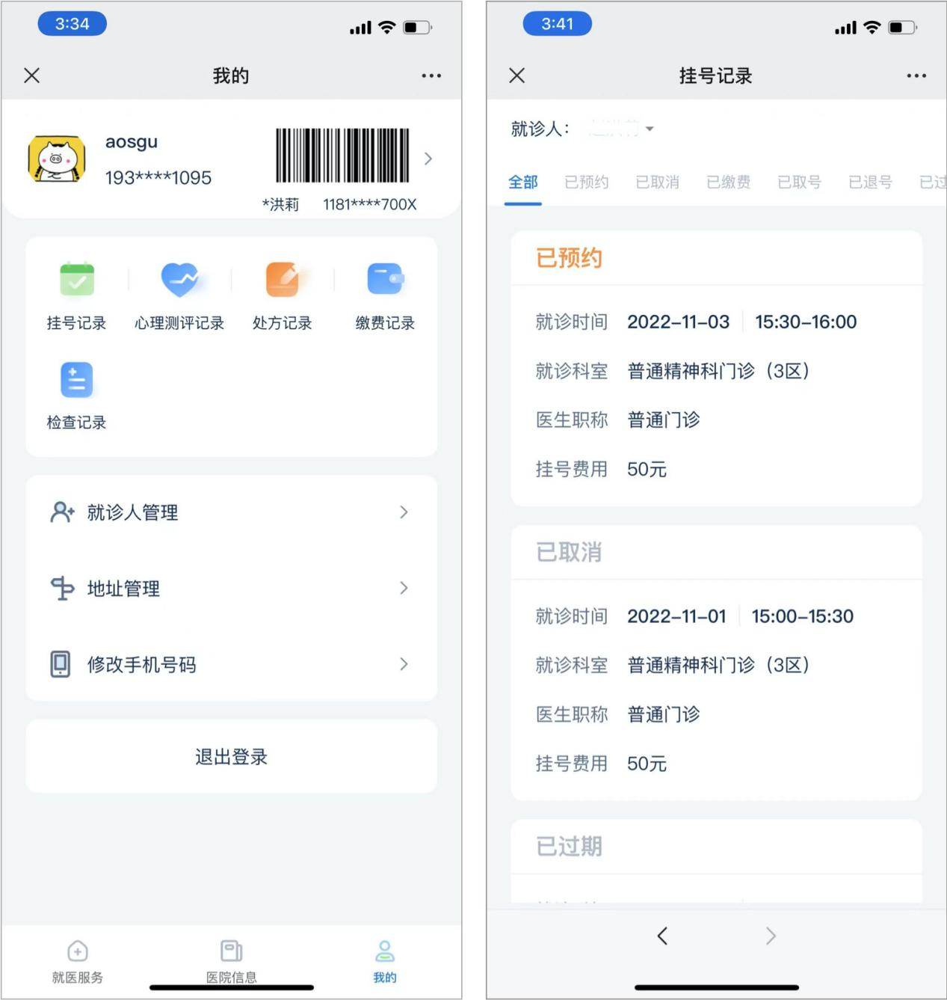 3:34
我的
aosgu
193****1095
*洪莉 1181****700X
挂号记录 心理测评记录 处方记录 缴费记录
检查记录
就诊人管理
地址管理
修改手机号码
退出登录
就医服务 医院信息 我的
3:41
挂号记录
就诊人：
全部 已预约 已取消 已缴费 已取号 已退号 已过
已预约
就诊时间 2022-11-03 15:30-16:00
就诊科室 普通精神科门诊（3区）
医生职称 普通门诊
挂号费用 50元
已取消
就诊时间 2022-11-01 15:00-15:30
就诊科室 普通精神科门诊（3区）
医生职称 普通门诊
挂号费用 50元
已过期